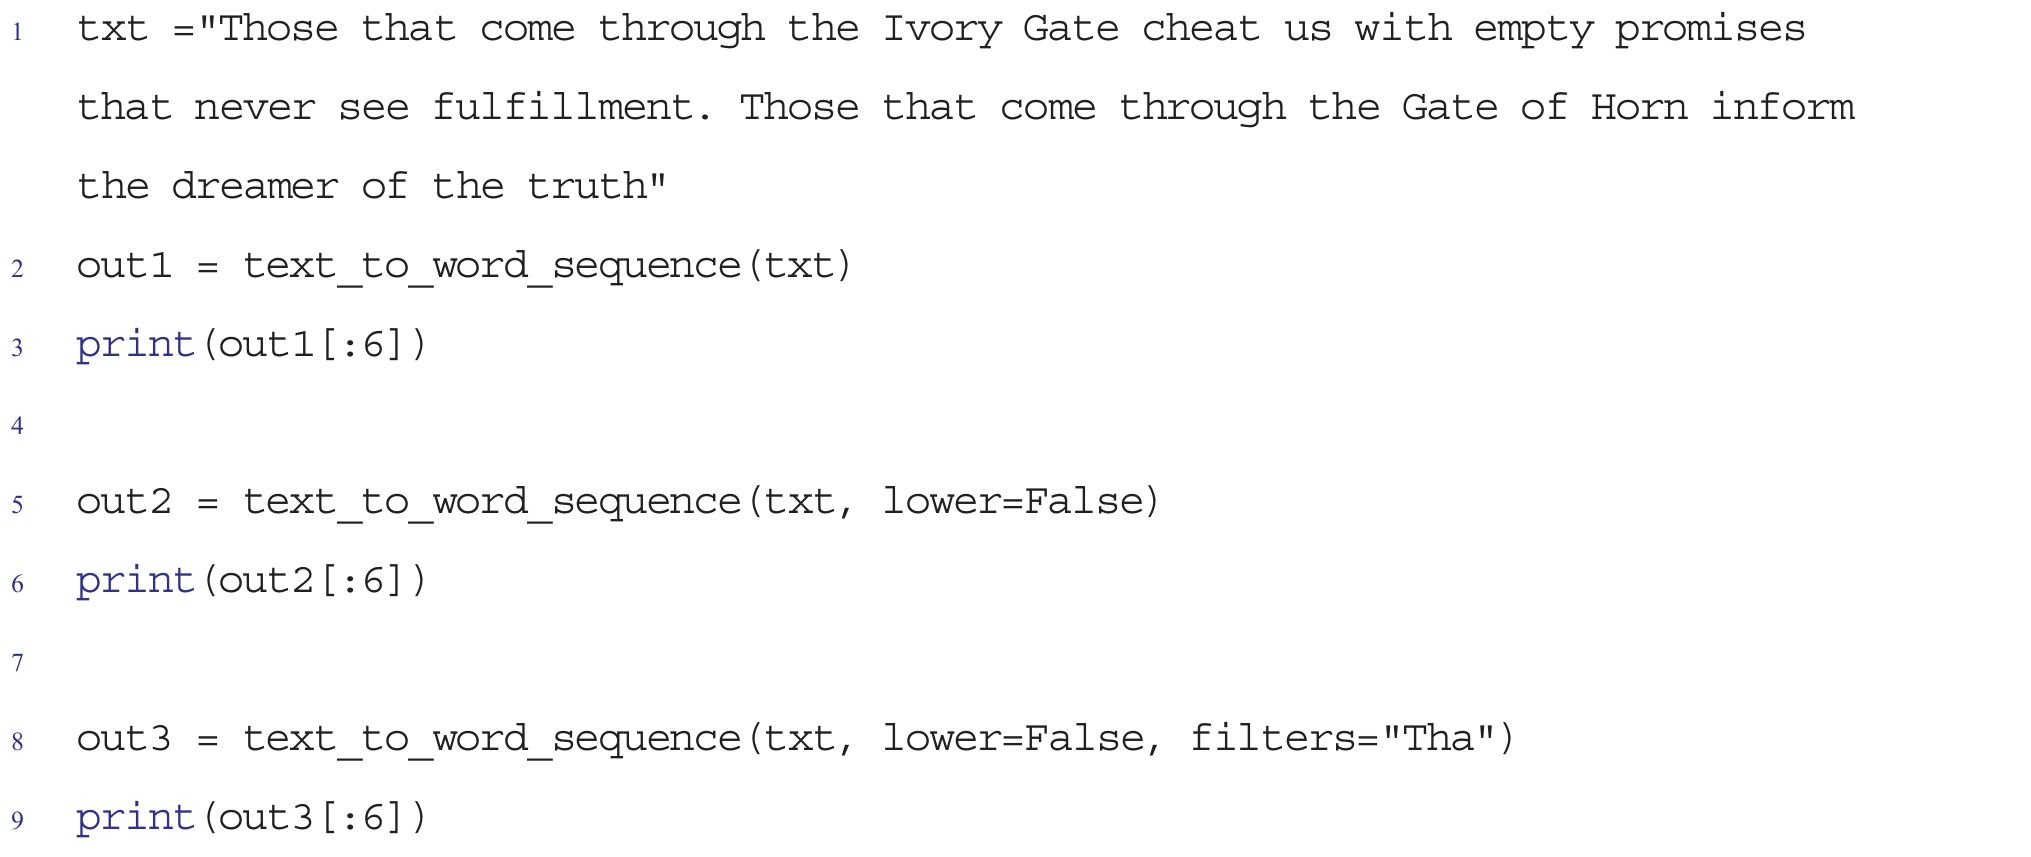 1 txt ="Those that come through the Ivory Gate cheat us with empty promises
that never see fulfillment. Those that come through the Gate of Horn inform
the dreamer of the truth"
2 out1 = text_to_word_sequence(txt)
3 print(out1[:6])
4
5 out2 = text_to_word_sequence(txt, lower=False)
6 print(out2[:6])
7
8 out3 = text_to_word_sequence(txt, lower=False, filters="Tha")
9 print(out3[:6])